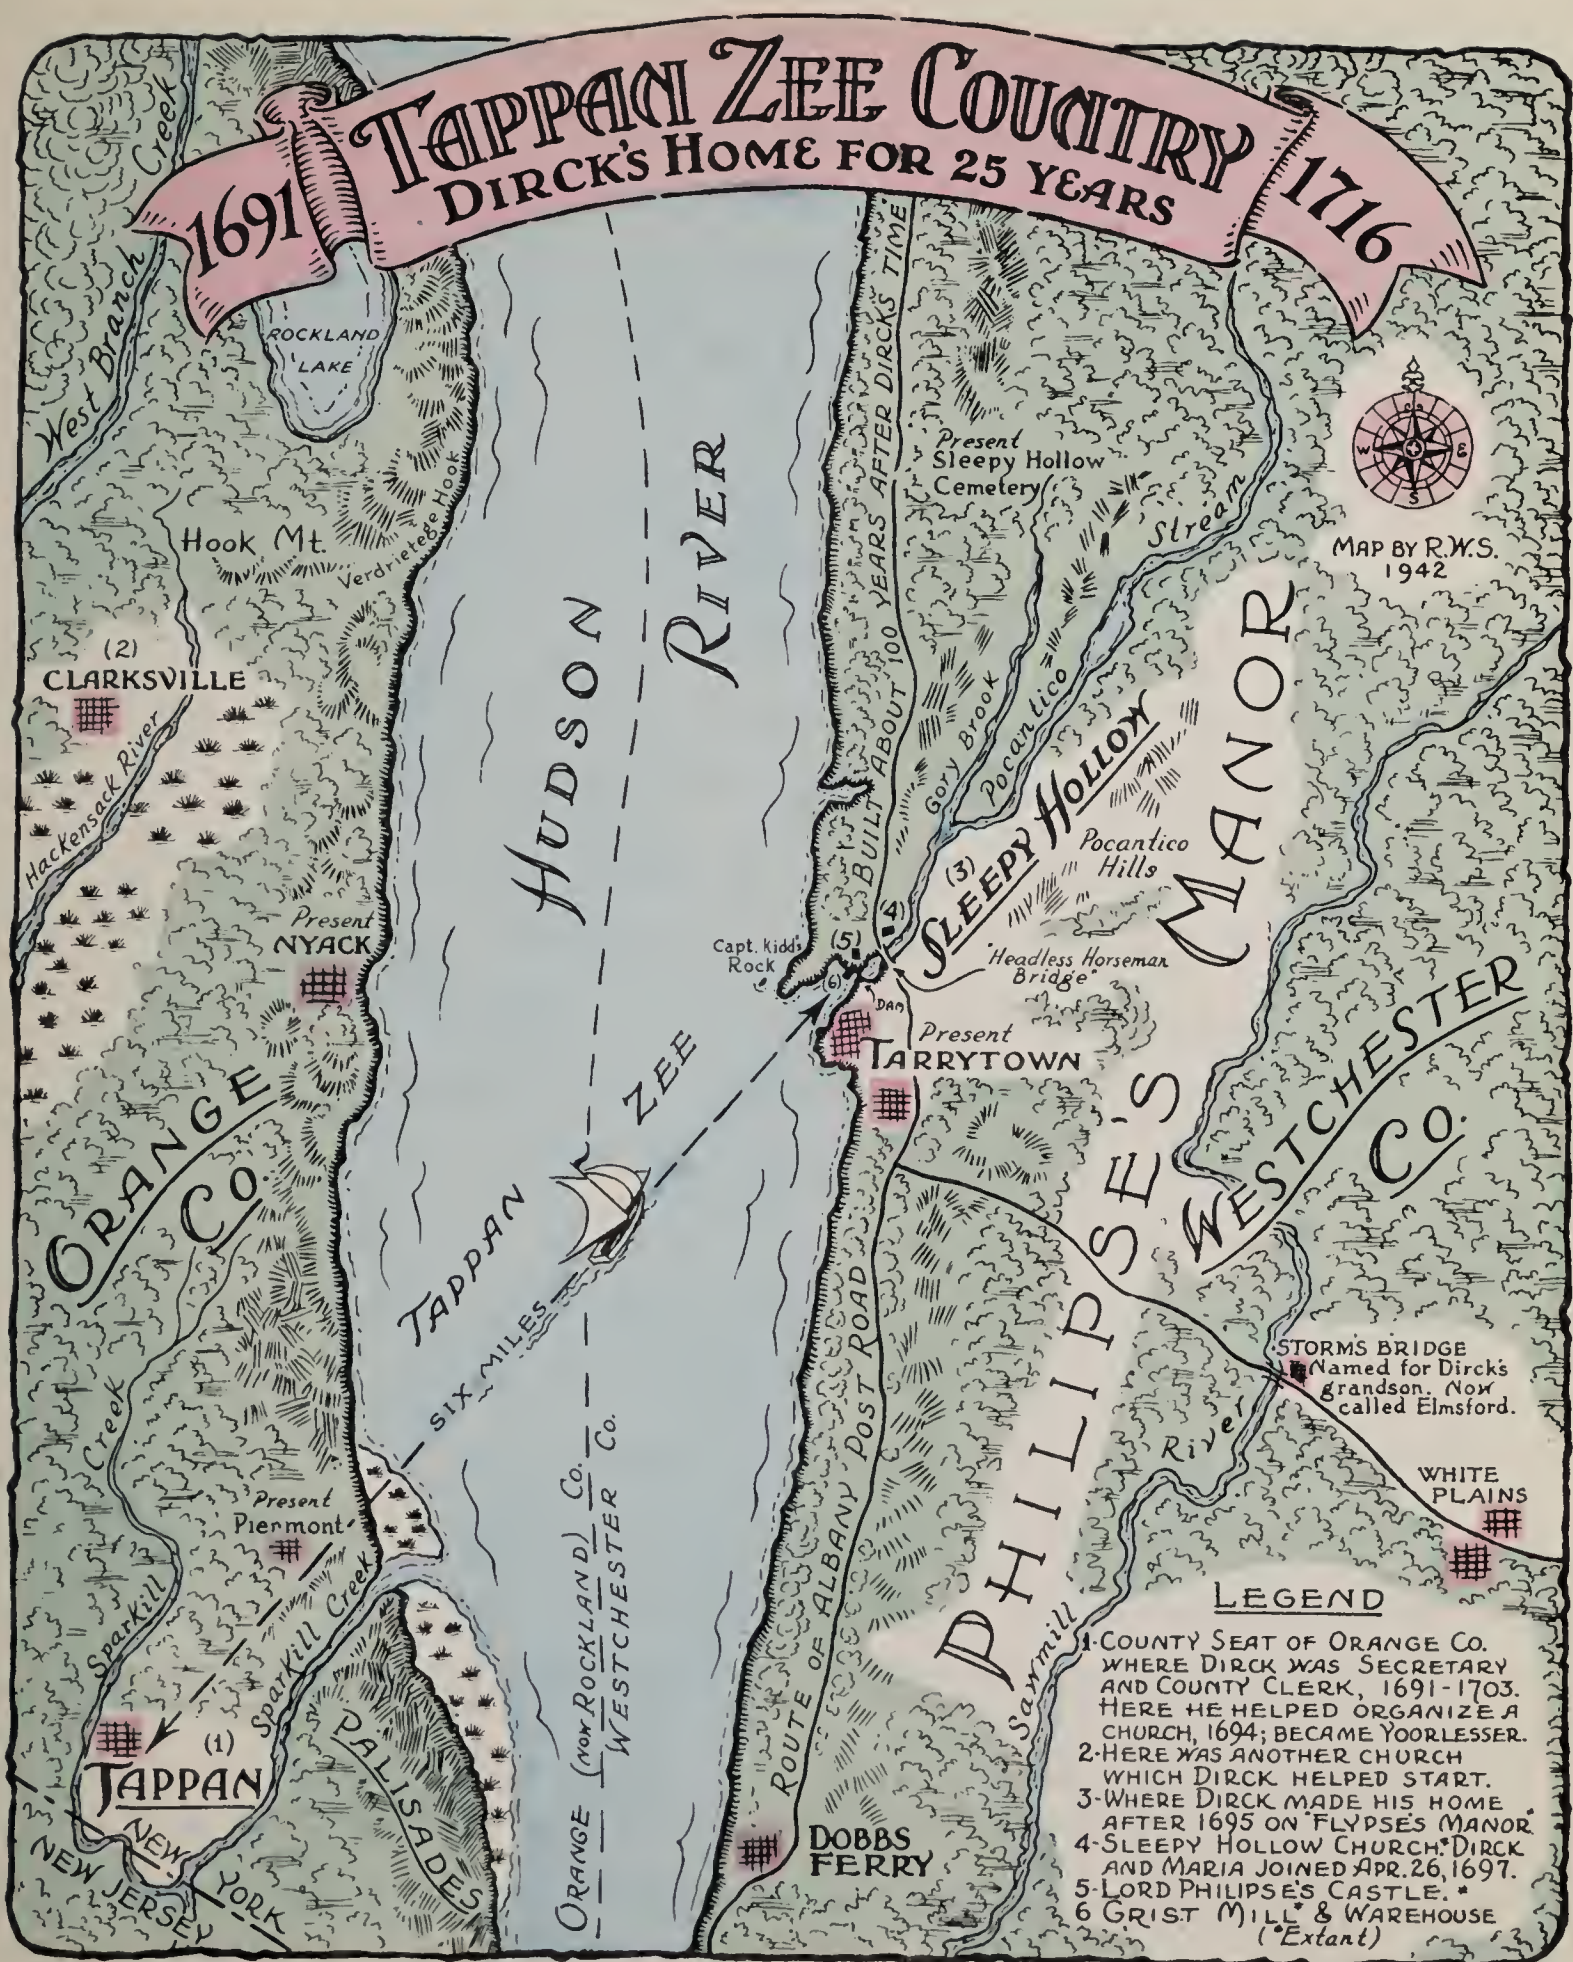 TAPPAN ZEE COUNTRY
DIRCK'S HOME FOR 25 YEARS
1691
1716
West Branch Creek
ROCKLAND
LAKE
Hook Mt.
Verdrietege Hook
(2)
CLARKSVILLE
Hackensack River
Present
NYACK
ORANGE
Co.
Sparkill Creek
Present
Piermont
Sparkill Creek
(1)
TAPPAN
NEW YORK
NEW JERSEY
PALISADES
HUDSON
RIVER
TAPPAN ZEE
SIX MILES
ORANGE (now ROCKLAND) Co.
WESTCHESTER Co.
Capt. Kidd's
Rock
(5)
(4)
(6)
DAM
ROUTE OF ALBANY POST ROAD
BUILT ABOUT 100 YEARS AFTER DIRCKS TIME
Present
Sleepy Hollow
Cemetery
Gory Brook
Pocantico Stream
(3)
SLEEPY HOLLOW
Pocantico
Hills
"Headless Horseman
Bridge"
Present
TARRYTOWN
W
E
S
MAP BY R.W.S.
1942
PHILIPSE'S MANOR
WESTCHESTER
Co.
STORM'S BRIDGE
Named for Dirck's
grandson. Now
called Elmsford.
WHITE
PLAINS
Sawmill River
DOBBS
FERRY
LEGEND
1-COUNTY SEAT OF ORANGE CO.
WHERE DIRCK WAS SECRETARY
AND COUNTY CLERK, 1691-1703.
HERE HE HELPED ORGANIZE A
CHURCH, 1694; BECAME YOORLESSER.
2-HERE WAS ANOTHER CHURCH
WHICH DIRCK HELPED START.
3-WHERE DIRCK MADE HIS HOME
AFTER 1695 ON "FLYPSE'S MANOR"
4-SLEEPY HOLLOW CHURCH.* DIRCK
AND MARIA JOINED APR. 26, 1697.
5-LORD PHILIPSE'S CASTLE.*
6 GRIST MILL* & WAREHOUSE
(*Extant)